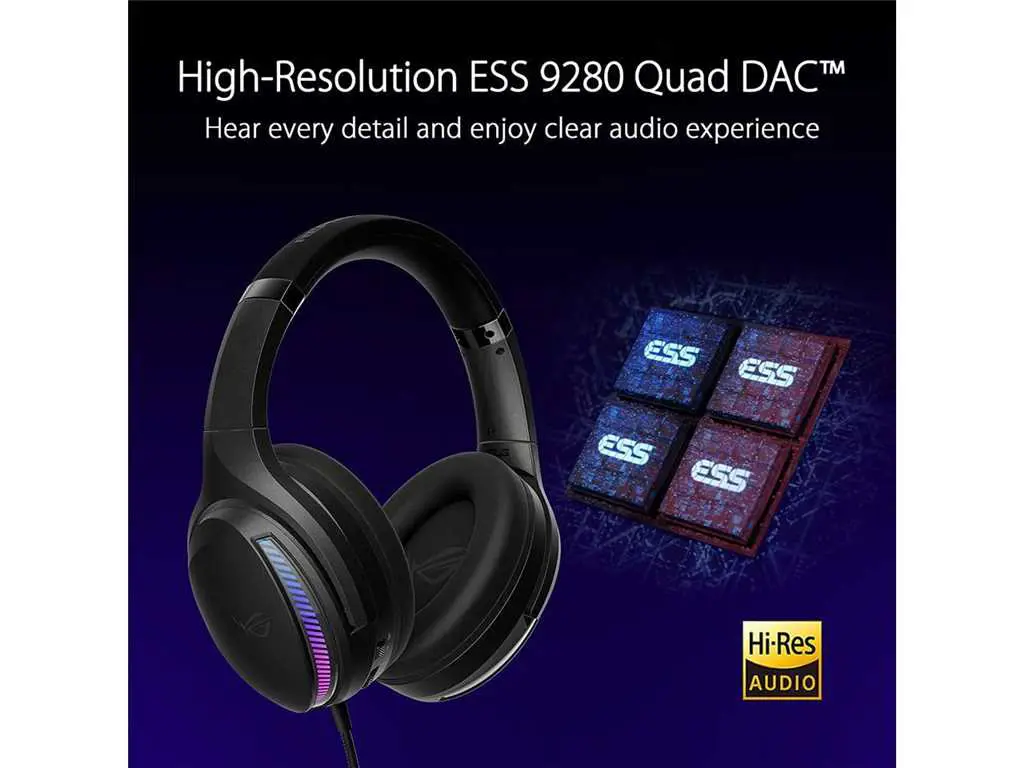 High-Resolution ESS 9280 Quad DAC™
Hear every detail and enjoy clear audio experience
ESS
ESS
ESS
ESS
Hi-Res
AUDIO